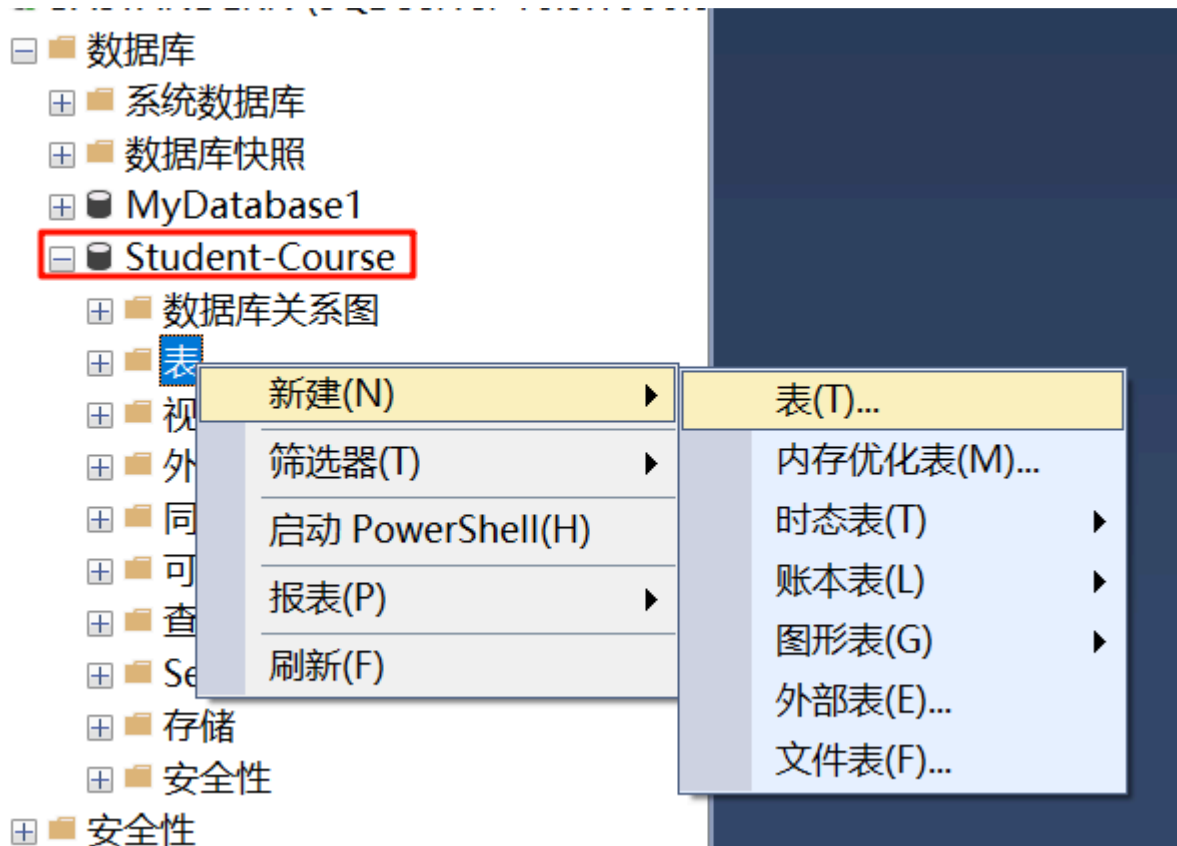 数据库
系统数据库
数据库快照
MyDatabase1
Student-Course
数据库关系图
表
视
外
同
可
查
Se
存储
安全性
安全性
新建(N)
筛选器(T)
启动 PowerShell(H)
报表(P)
刷新(F)
表(T)...
内存优化表(M)...
时态表(T)
账本表(L)
图形表(G)
外部表(E)...
文件表(F)...